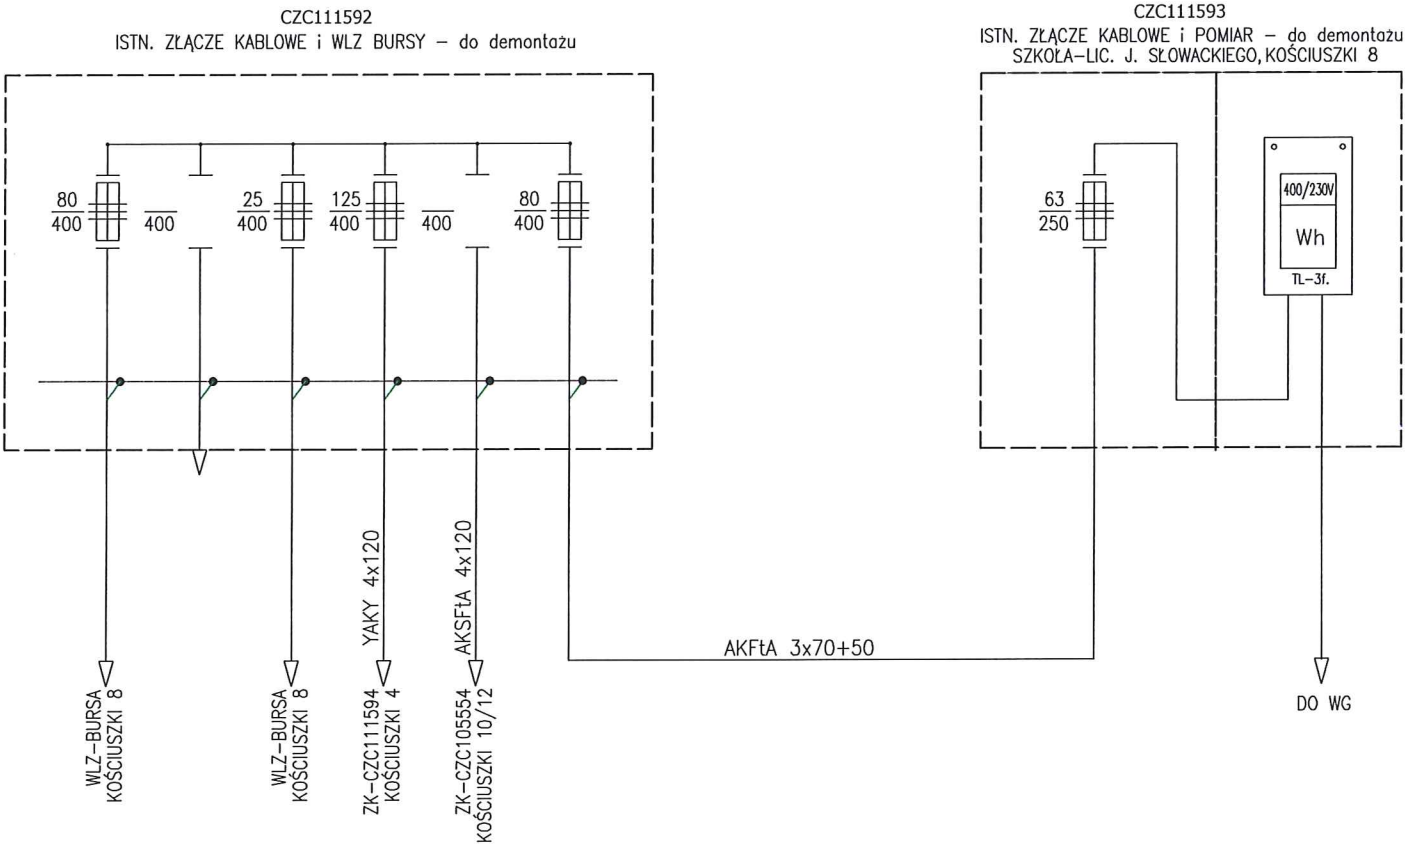 CZC111592
ISTN. ZŁĄCZE KABLOWE i WLZ BURSY – do demontażu
CZC111593
ISTN. ZŁĄCZE KABLOWE i POMIAR – do demontażu
SZKOŁA–LIC. J. SŁOWACKIEGO, KOŚCIUSZKI 8
80
400
400
25
400
125
400
400
80
400
63
250
400/230V
Wh
TL–3f.
YAKY 4x120
AKSFtA 4x120
AKFtA 3x70+50
WLZ–BURSA
KOŚCIUSZKI 8
WLZ–BURSA
KOŚCIUSZKI 8
ZK–CZC111594
KOŚCIUSZKI 4
ZK–CZC105554
KOŚCIUSZKI 10/12
DO WG